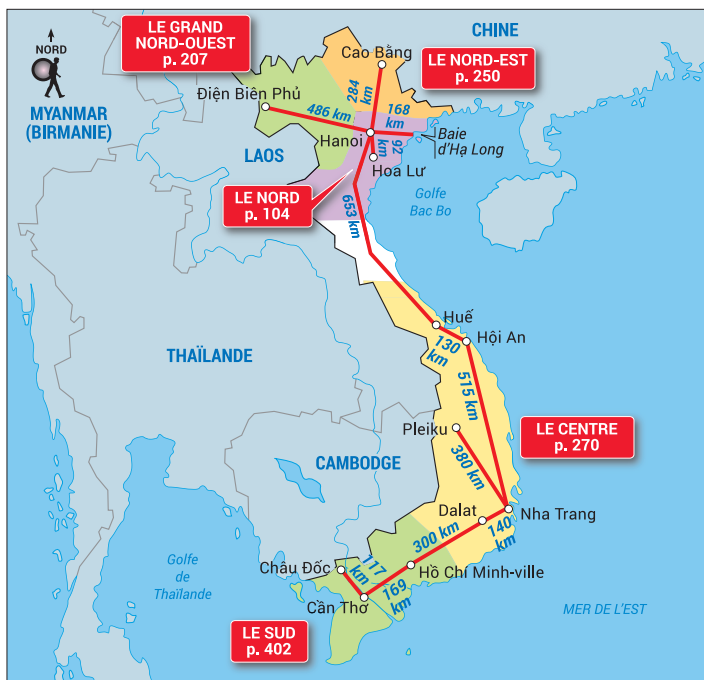 LE GRAND
NORD-OUEST
p. 207
CHINE
NORD
Cao Bằng
LE NORD-EST
p. 250
MYANMAR
(BIRMANIE)
Điện Biên Phủ
486 km
284
km
168
km
Hanoi
92
km
Baie
d'Hạ Long
LAOS
Hoa Lư
LE NORD
p. 104
653 km
Golfe
Bac Bo
Huế
130
km
Hội An
THAÏLANDE
515 km
Pleiku
LE CENTRE
p. 270
380 km
CAMBODGE
Dalat
Nha Trang
140
km
300 km
Golfe
de
Thaïlande
Châu Đốc
117
km
Hồ Chí Minh-ville
169
km
Cần Thơ
MER DE L'EST
LE SUD
p. 402